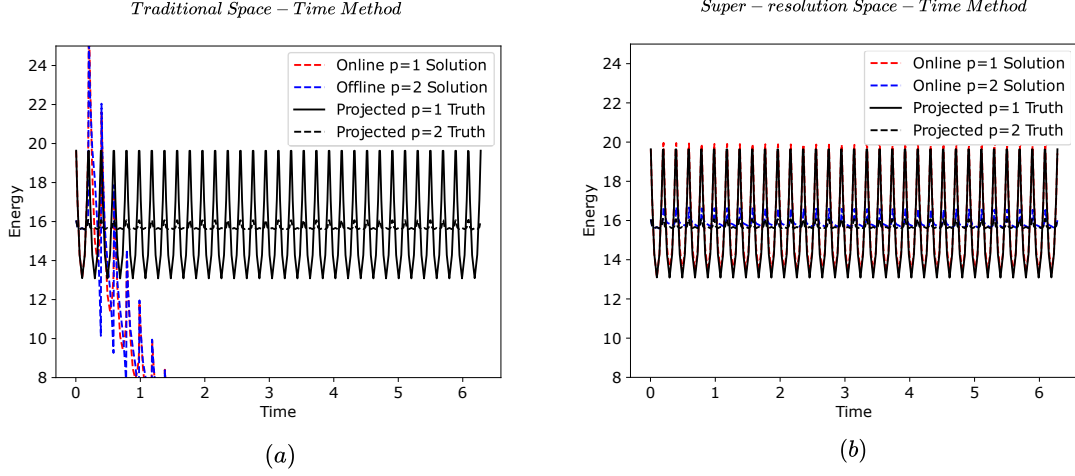 Traditional Space − Time Method
Super − resolution Space − Time Method
24
22
20
18
16
14
12
10
8
Energy
Online p=1 Solution
Offline p=2 Solution
Projected p=1 Truth
Projected p=2 Truth
0 1 2 3 4 5 6
Time
(a)
24
22
20
18
16
14
12
10
8
Energy
Online p=1 Solution
Online p=2 Solution
Projected p=1 Truth
Projected p=2 Truth
0 1 2 3 4 5 6
Time
(b)